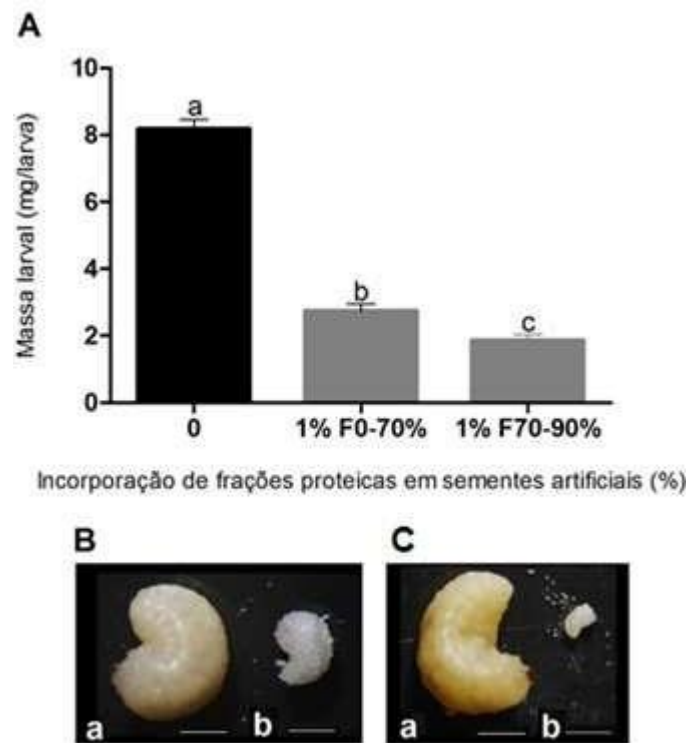 A
Massa larval (mg/larva)
10
8
6
4
2
0
a
b
c
0 1% F0-70% 1% F70-90%
Incorporação de frações proteicas em sementes artificiais (%)
B C
a b a b